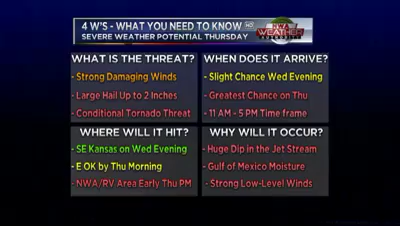 4 W'S - WHAT YOU NEED TO KNOW
SEVERE WEATHER POTENTIAL THURSDAY
NWA
WEATHER
AUTHORITY
WHAT IS THE THREAT?
- Strong Damaging Winds
- Large Hail Up to 2 Inches
- Conditional Tornado Threat
WHEN DOES IT ARRIVE?
- Slight Chance Wed Evening
- Greatest Chance on Thu
- 11 AM - 5 PM Time frame
WHERE WILL IT HIT?
- SE Kansas on Wed Evening
- E OK by Thu Morning
- NWA/RV Area Early Thu PM
WHY WILL IT OCCUR?
- Huge Dip in the Jet Stream
- Gulf of Mexico Moisture
- Strong Low-Level Winds